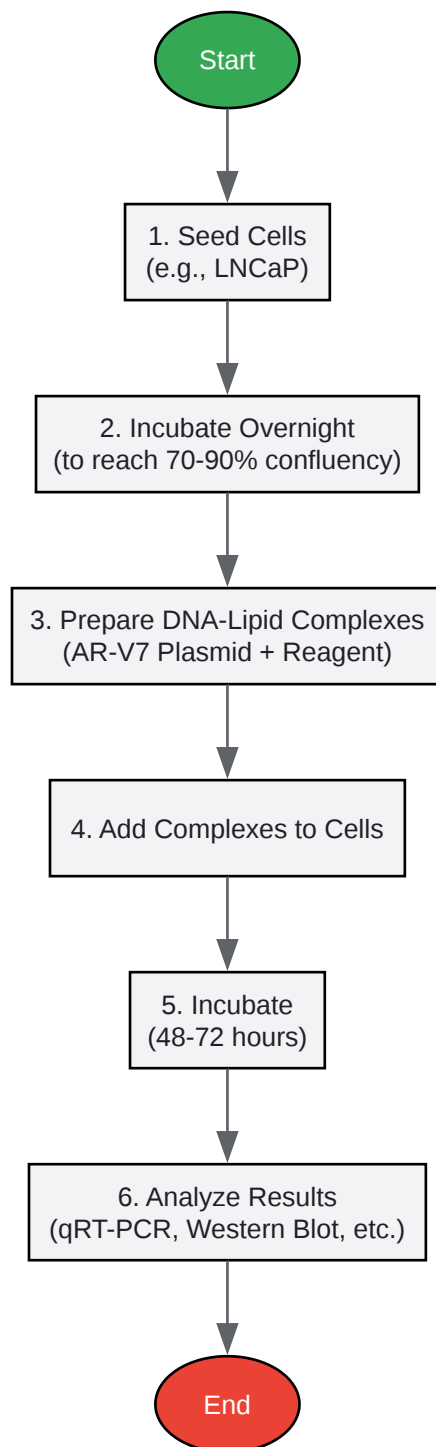 Start
1. Seed Cells
(e.g., LNCaP)
2. Incubate Overnight
(to reach 70-90% confluency)
3. Prepare DNA-Lipid Complexes
(AR-V7 Plasmid + Reagent)
4. Add Complexes to Cells
5. Incubate
(48-72 hours)
6. Analyze Results
(qRT-PCR, Western Blot, etc.)
End